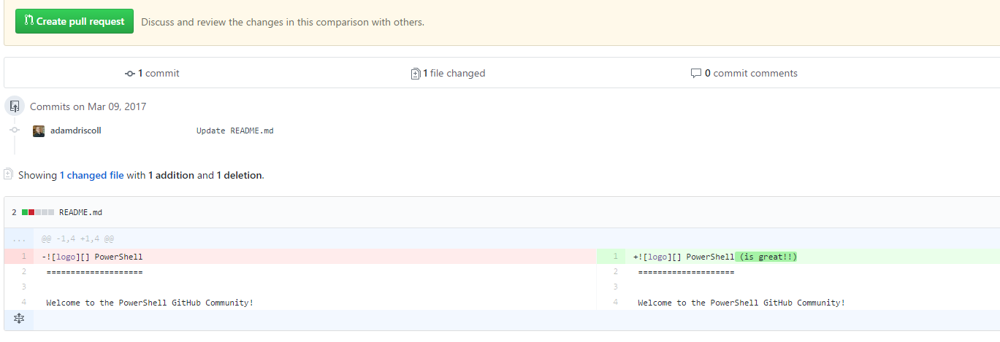 Create pull request Discuss and review the changes in this comparison with others.
1 commit 1 file changed 0 commit comments
Commits on Mar 09, 2017
adamdriscoll Update README.md
Showing 1 changed file with 1 addition and 1 deletion.
2 README.md
... @@ -1,4 +1,4 @@
1 -![logo][] PowerShell 1 +![logo][] PowerShell (is great!!)
2 ==================== 2 ====================
3 3
4 Welcome to the PowerShell GitHub Community! 4 Welcome to the PowerShell GitHub Community!